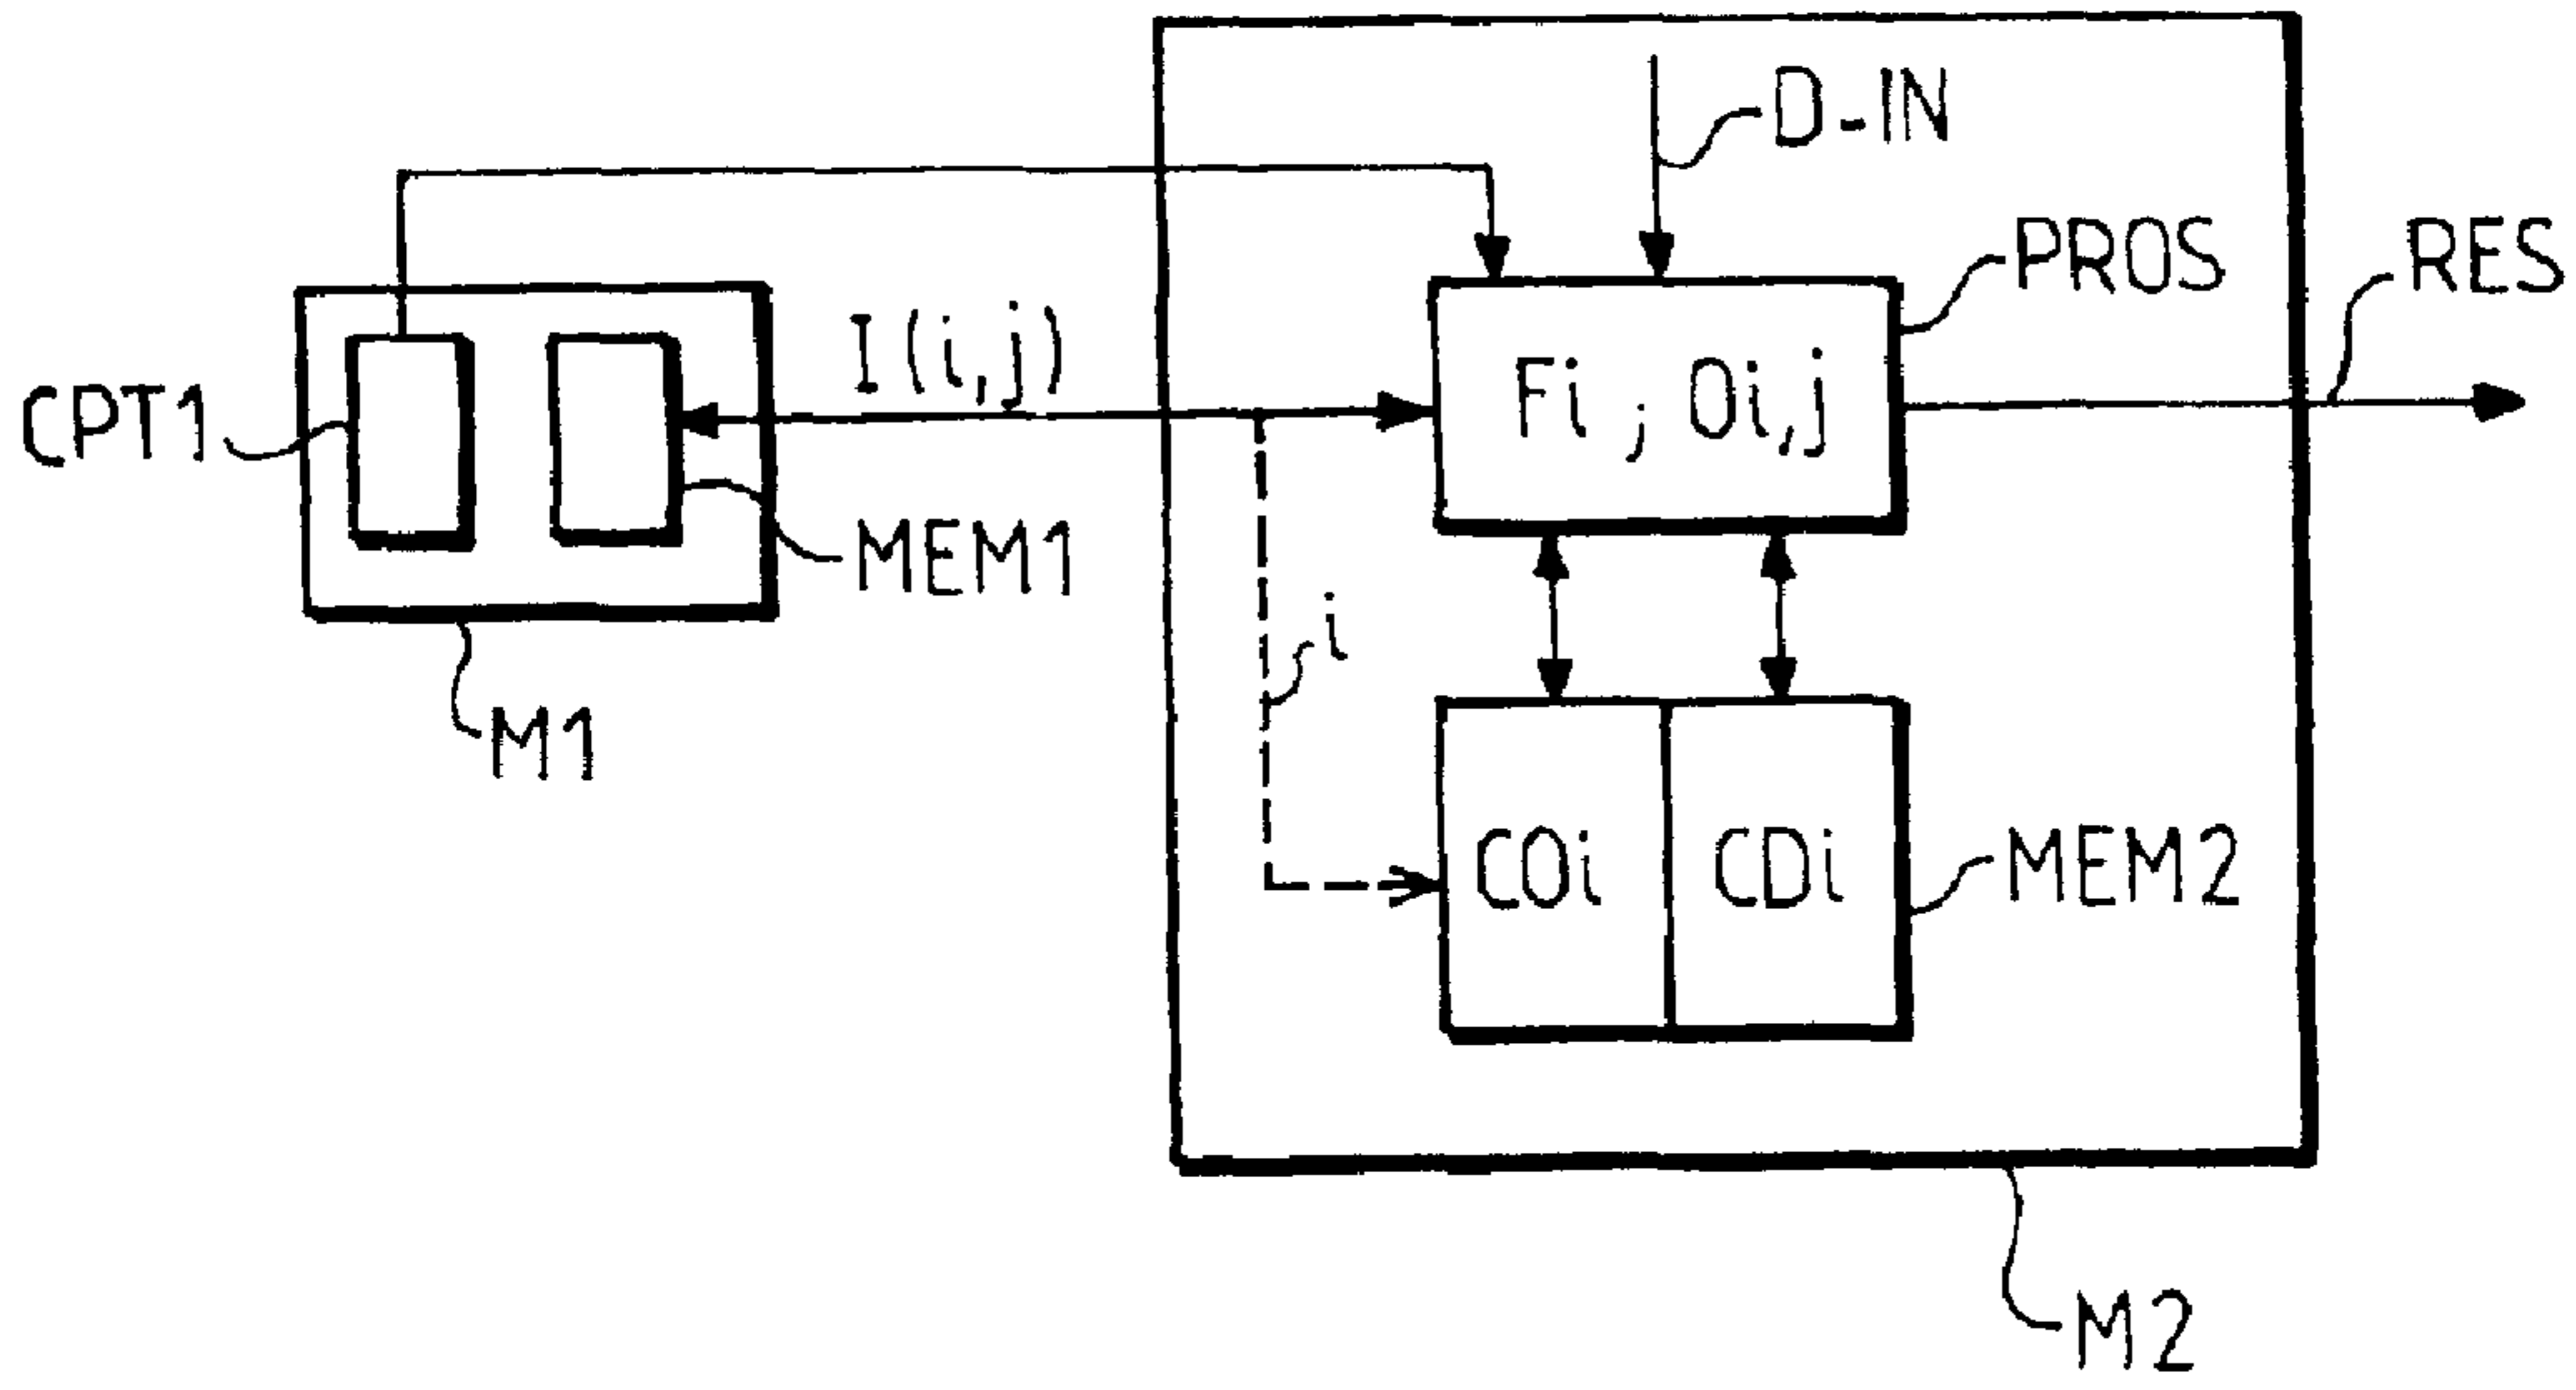 D-IN
PROS
RES
I(i,j)
Fi ; Oi,j
CPT1
MEM1
i
M1
COi
CDi
MEM2
M2